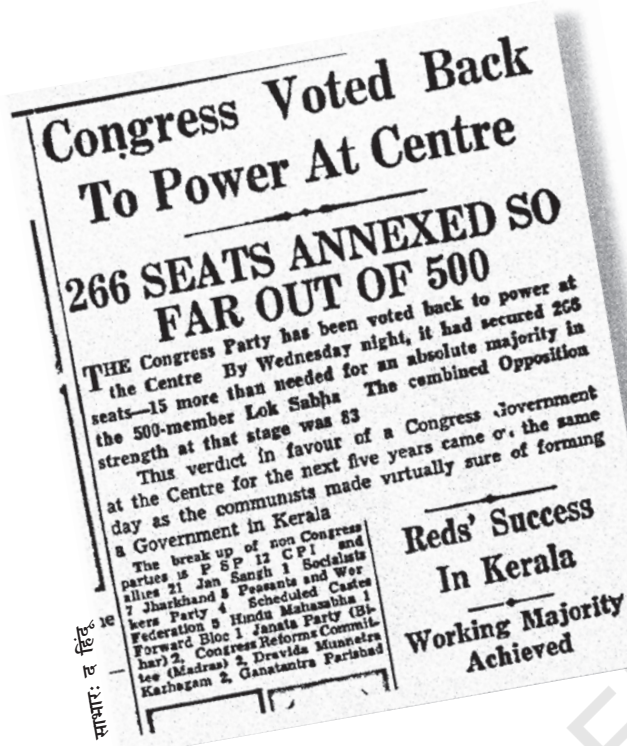 Congress Voted Back
To Power At Centre
266 SEATS ANNEXED SO
FAR OUT OF 500
THE Congress Party has been voted back to power at
the Centre By Wednesday night, it had secured 266
seats—15 more than needed for an absolute majority in
the 500-member Lok Sabha The combined Opposition
strength at that stage was 83
This verdict in favour of a Congress Government
at the Centre for the next five years came on the same
day as the communists made virtually sure of forming
a Government in Kerala
The break up of non Congress
parties is P S P 12 C P I and
allies 21 Jan Sangh 1 Socialists
7 Jharkhand 5 Peasants and Wor
kers Party 4 Scheduled Castes
Federation 5 Hindu Mahasabha 1
Forward Bloc 1 Janata Party (Bi-
har) 2, Congress Reforms Commit-
tee (Madras) 2, Dravida Munnetra
Kazhagam 2, Ganatantra Parishad
Reds' Success
In Kerala
Working Majority
Achieved
साभार: द हिंदू